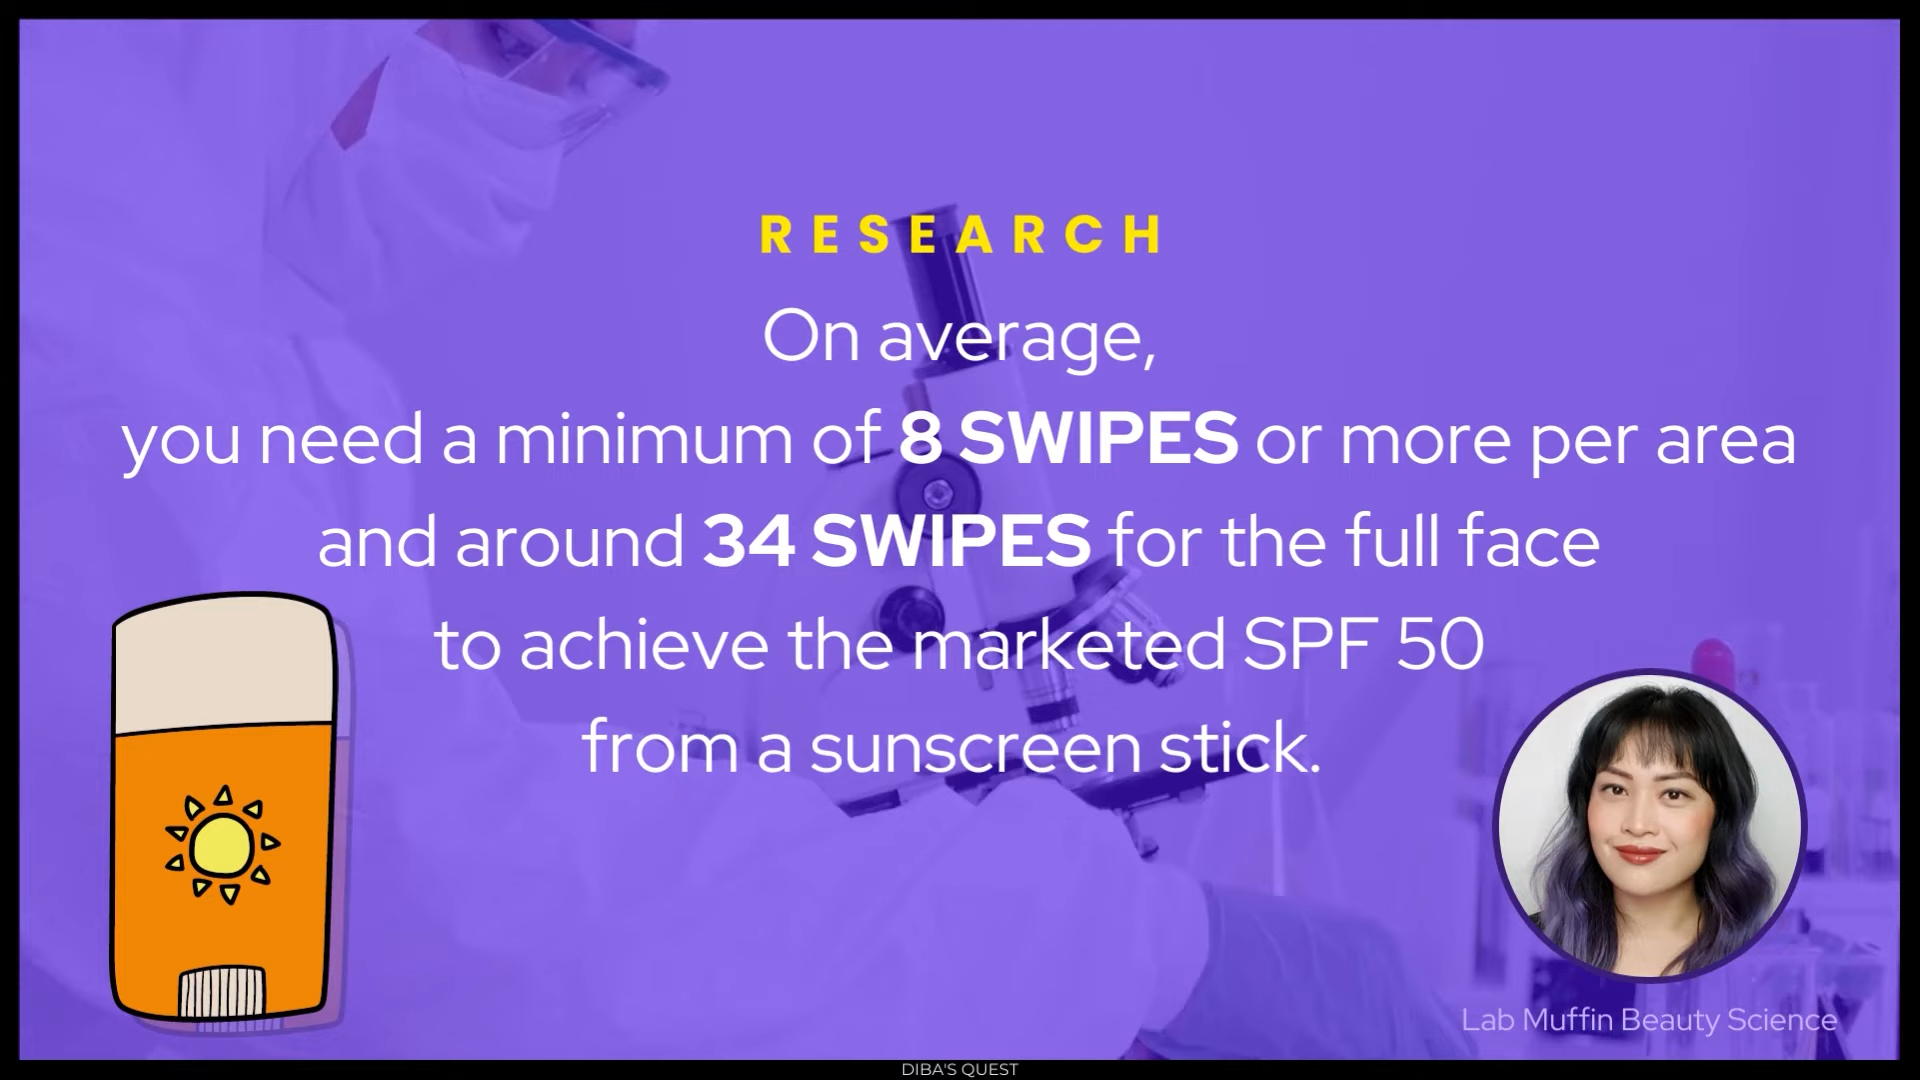 RESEARCH
On average,
you need a minimum of 8 SWIPES or more per area
and around 34 SWIPES for the full face
to achieve the marketed SPF 50
from a sunscreen stick.
Lab Muffin Beauty Science
DIBA'S QUEST